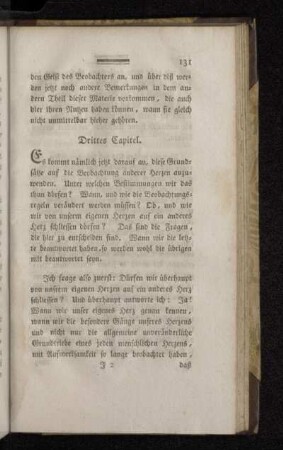 131
den Geist des Beobachters an, und über diß wer-
den jetzt noch andere Bemerkungen in dem an-
dern Theil dieser Materie vorkommen, die auch
hier ihren Nutzen haben können, wann sie gleich
nicht unmittelbar hieher gehören.
Drittes Capitel.
Es kommt nämlich jetzt darauf an, diese Grund-
sätze auf die Beobachtung anderer Herzen anzu-
wenden. Unter welchen Bestimmungen wir das
thun dürfen? Wann, und wie die Beobachtungs-
regeln verändert werden müssen? Ob, und wie
wir von unserem eigenen Herzen auf ein anderes
Herz schliessen dörfen? Das sind die Fragen,
die hier zu entscheiden sind. Wann wir die letz-
te beantwortet haben, so werden wohl die übrigen
mit beantwortet seyn.
Ich frage also zuerst: Dürfen wir überhaupt
von unserem eigenen Herzen auf ein anderes Herz
schliessen? Und überhaupt antworte ich: Ja!
Wann wir unser eigenes Herz genau kennen,
wann wir die besondere Gänge unseres Herzens
und nicht nur die allgemeinen unveränderliche
Grundtriebe eines jeden menschlichen Herzens,
mit Aufmerksamkeit so lange beobachtet haben,
J 2 daß